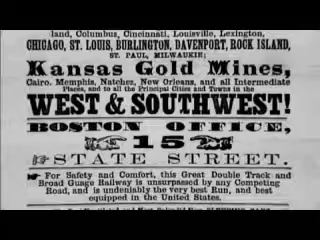 land, Columbus, Cincinnati, Louisville, Lexington,
CHICAGO, ST. LOUIS, BURLINGTON, DAVENPORT, ROCK ISLAND,
ST. PAUL, MILWAUKIE;
Kansas Gold Mines,
Cairo, Memphis, Natches, New Orleans, and all Intermediate
Places, and to all the Principal Cities and Towns in the
WEST & SOUTHWEST!
BOSTON OFFICE,
15
☞ STATE STREET.
☞ For Safety and Comfort, this Great Double Track and
Broad Guage Railway is unsurpassed by any Competing
Road, and is undeniably the very best Run, and best
equipped in the United States.